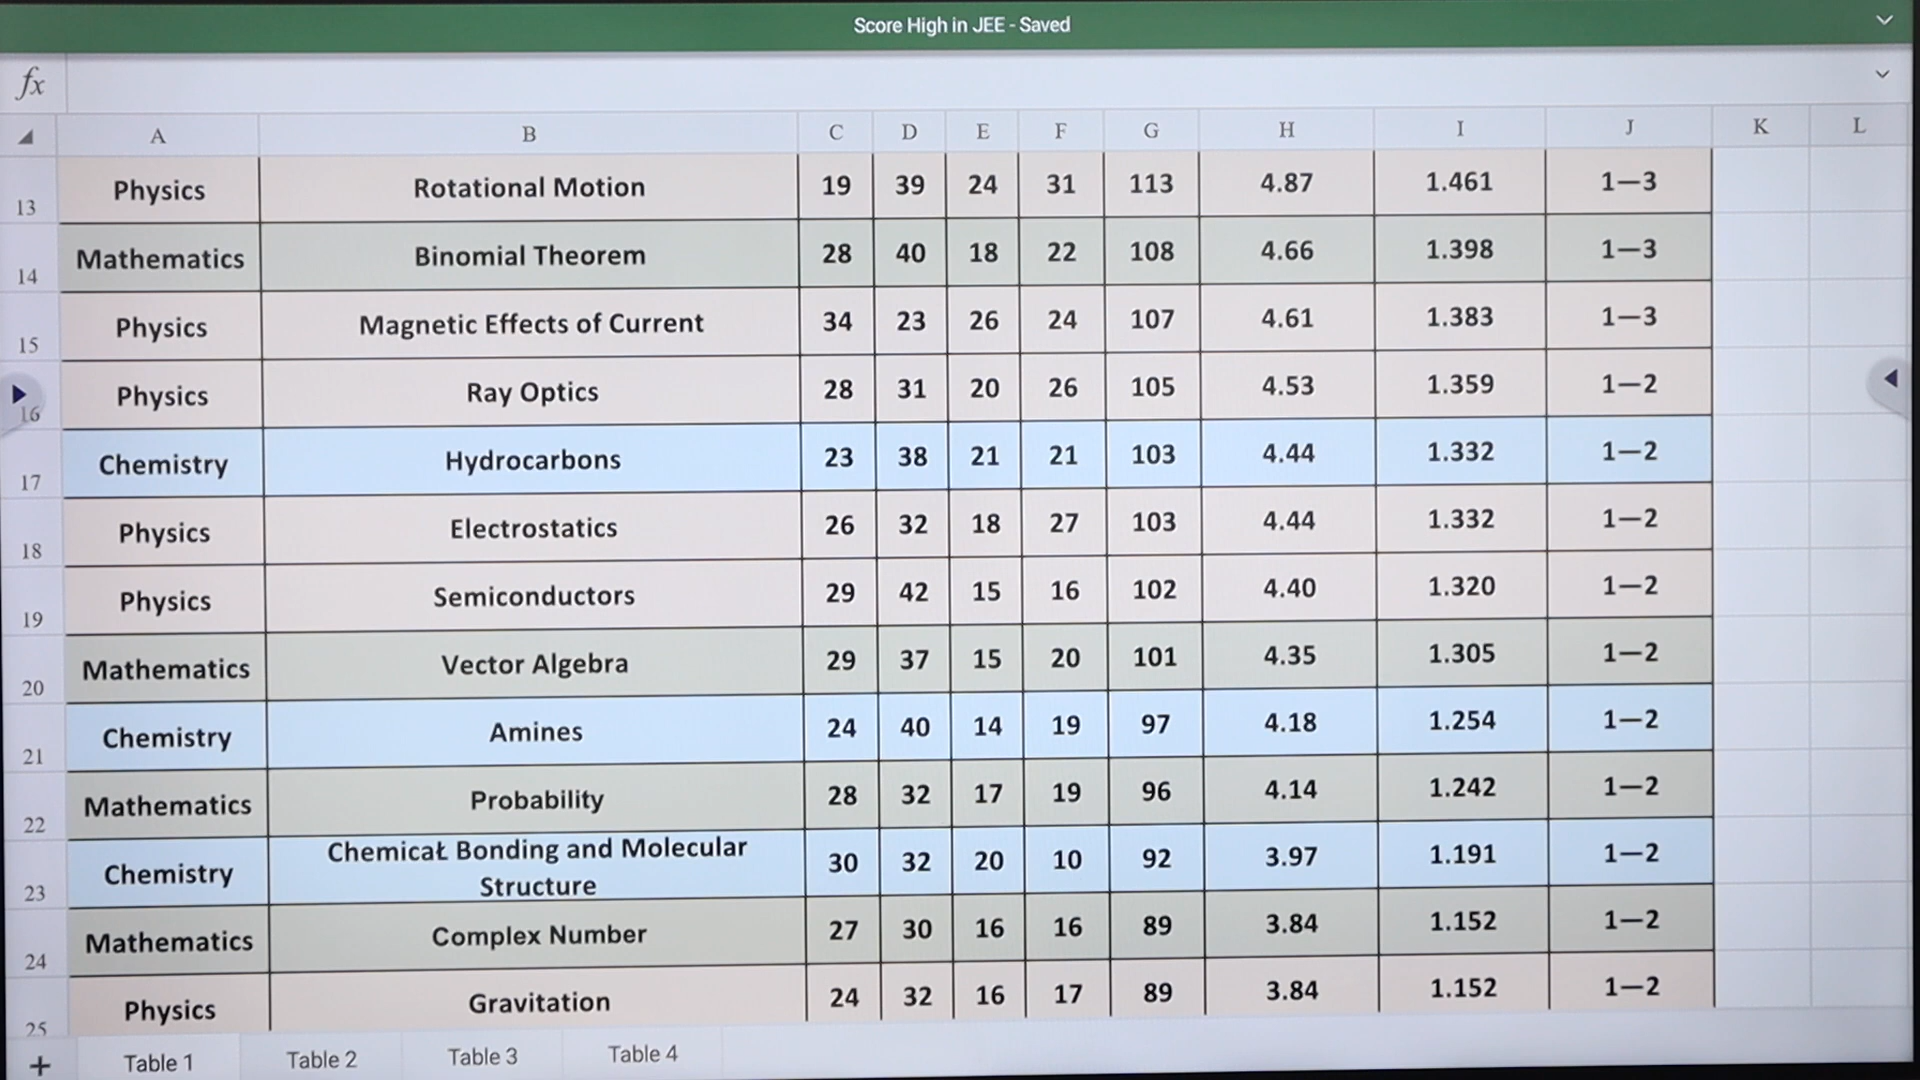 Score High in JEE - Saved
fx
A B C D E F G H I J K L
13 Physics Rotational Motion 19 39 24 31 113 4.87 1.461 1—3
14 Mathematics Binomial Theorem 28 40 18 22 108 4.66 1.398 1—3
15 Physics Magnetic Effects of Current 34 23 26 24 107 4.61 1.383 1—3
16 Physics Ray Optics 28 31 20 26 105 4.53 1.359 1—2
17 Chemistry Hydrocarbons 23 38 21 21 103 4.44 1.332 1—2
18 Physics Electrostatics 26 32 18 27 103 4.44 1.332 1—2
19 Physics Semiconductors 29 42 15 16 102 4.40 1.320 1—2
20 Mathematics Vector Algebra 29 37 15 20 101 4.35 1.305 1—2
21 Chemistry Amines 24 40 14 19 97 4.18 1.254 1—2
22 Mathematics Probability 28 32 17 19 96 4.14 1.242 1—2
23 Chemistry Chemicał Bonding and Molecular
Structure 30 32 20 10 92 3.97 1.191 1—2
24 Mathematics Complex Number 27 30 16 16 89 3.84 1.152 1—2
25 Physics Gravitation 24 32 16 17 89 3.84 1.152 1—2
+ Table 1 Table 2 Table 3 Table 4